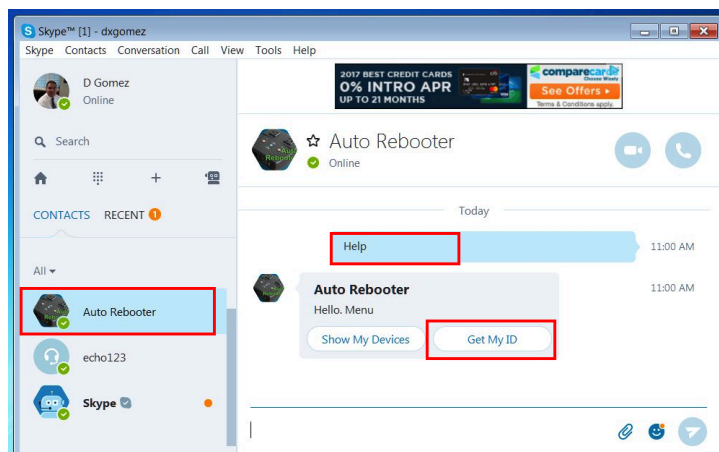 Skype™ [1] - dxgomez
Skype Contacts Conversation Call View Tools Help
D Gomez
Online
Search
CONTACTS RECENT 1
All
Auto Rebooter
echo123
Skype
2017 BEST CREDIT CARDS
0% INTRO APR
UP TO 21 MONTHS
comparecards
Choose Wisely
See Offers
Terms & Conditions apply.
Auto Rebooter
Online
Today
Help 11:00 AM
Auto Rebooter 11:00 AM
Hello. Menu
Show My Devices Get My ID